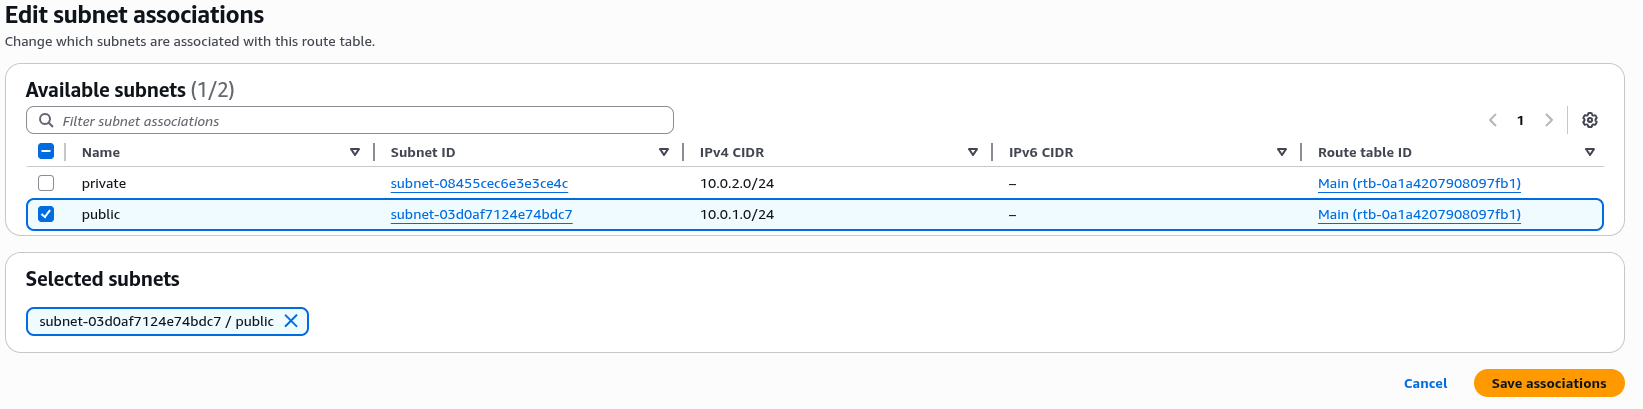 Edit subnet associations
Change which subnets are associated with this route table.
Available subnets (1/2)
Filter subnet associations
1
Name Subnet ID IPv4 CIDR IPv6 CIDR Route table ID
private subnet-08455cec6e3e3ce4c 10.0.2.0/24 – Main (rtb-0a1a4207908097fb1)
public subnet-03d0af7124e74bdc7 10.0.1.0/24 – Main (rtb-0a1a4207908097fb1)
Selected subnets
subnet-03d0af7124e74bdc7 / public
Cancel Save associations